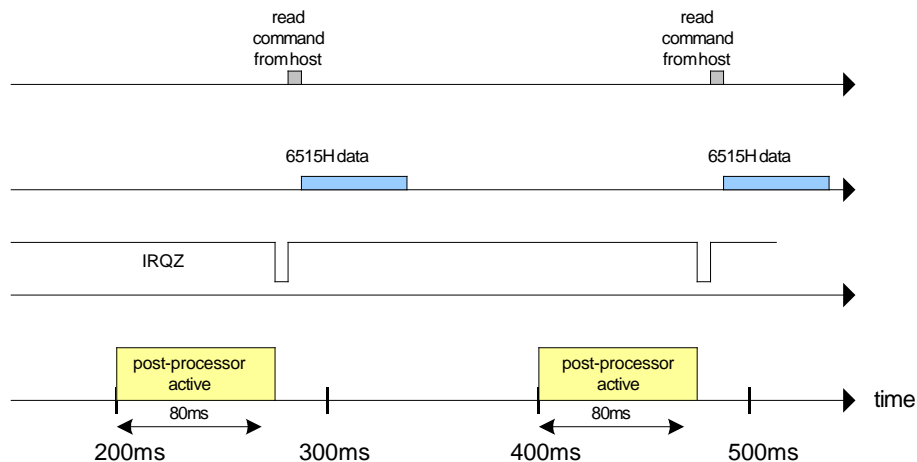 read
command
from host
read
command
from host
6515H data
6515H data
IRQZ
post-processor
active
post-processor
active
time
80ms
80ms
200ms
300ms
400ms
500ms